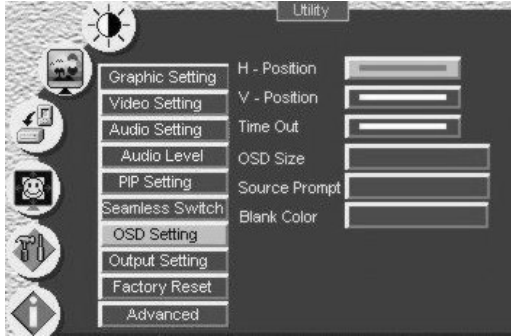 Utility
Graphic Setting
Video Setting
Audio Setting
Audio Level
PIP Setting
Seamless Switch
OSD Setting
Output Setting
Factory Reset
Advanced
H - Position
V - Position
Time Out
OSD Size
Source Prompt
Blank Color